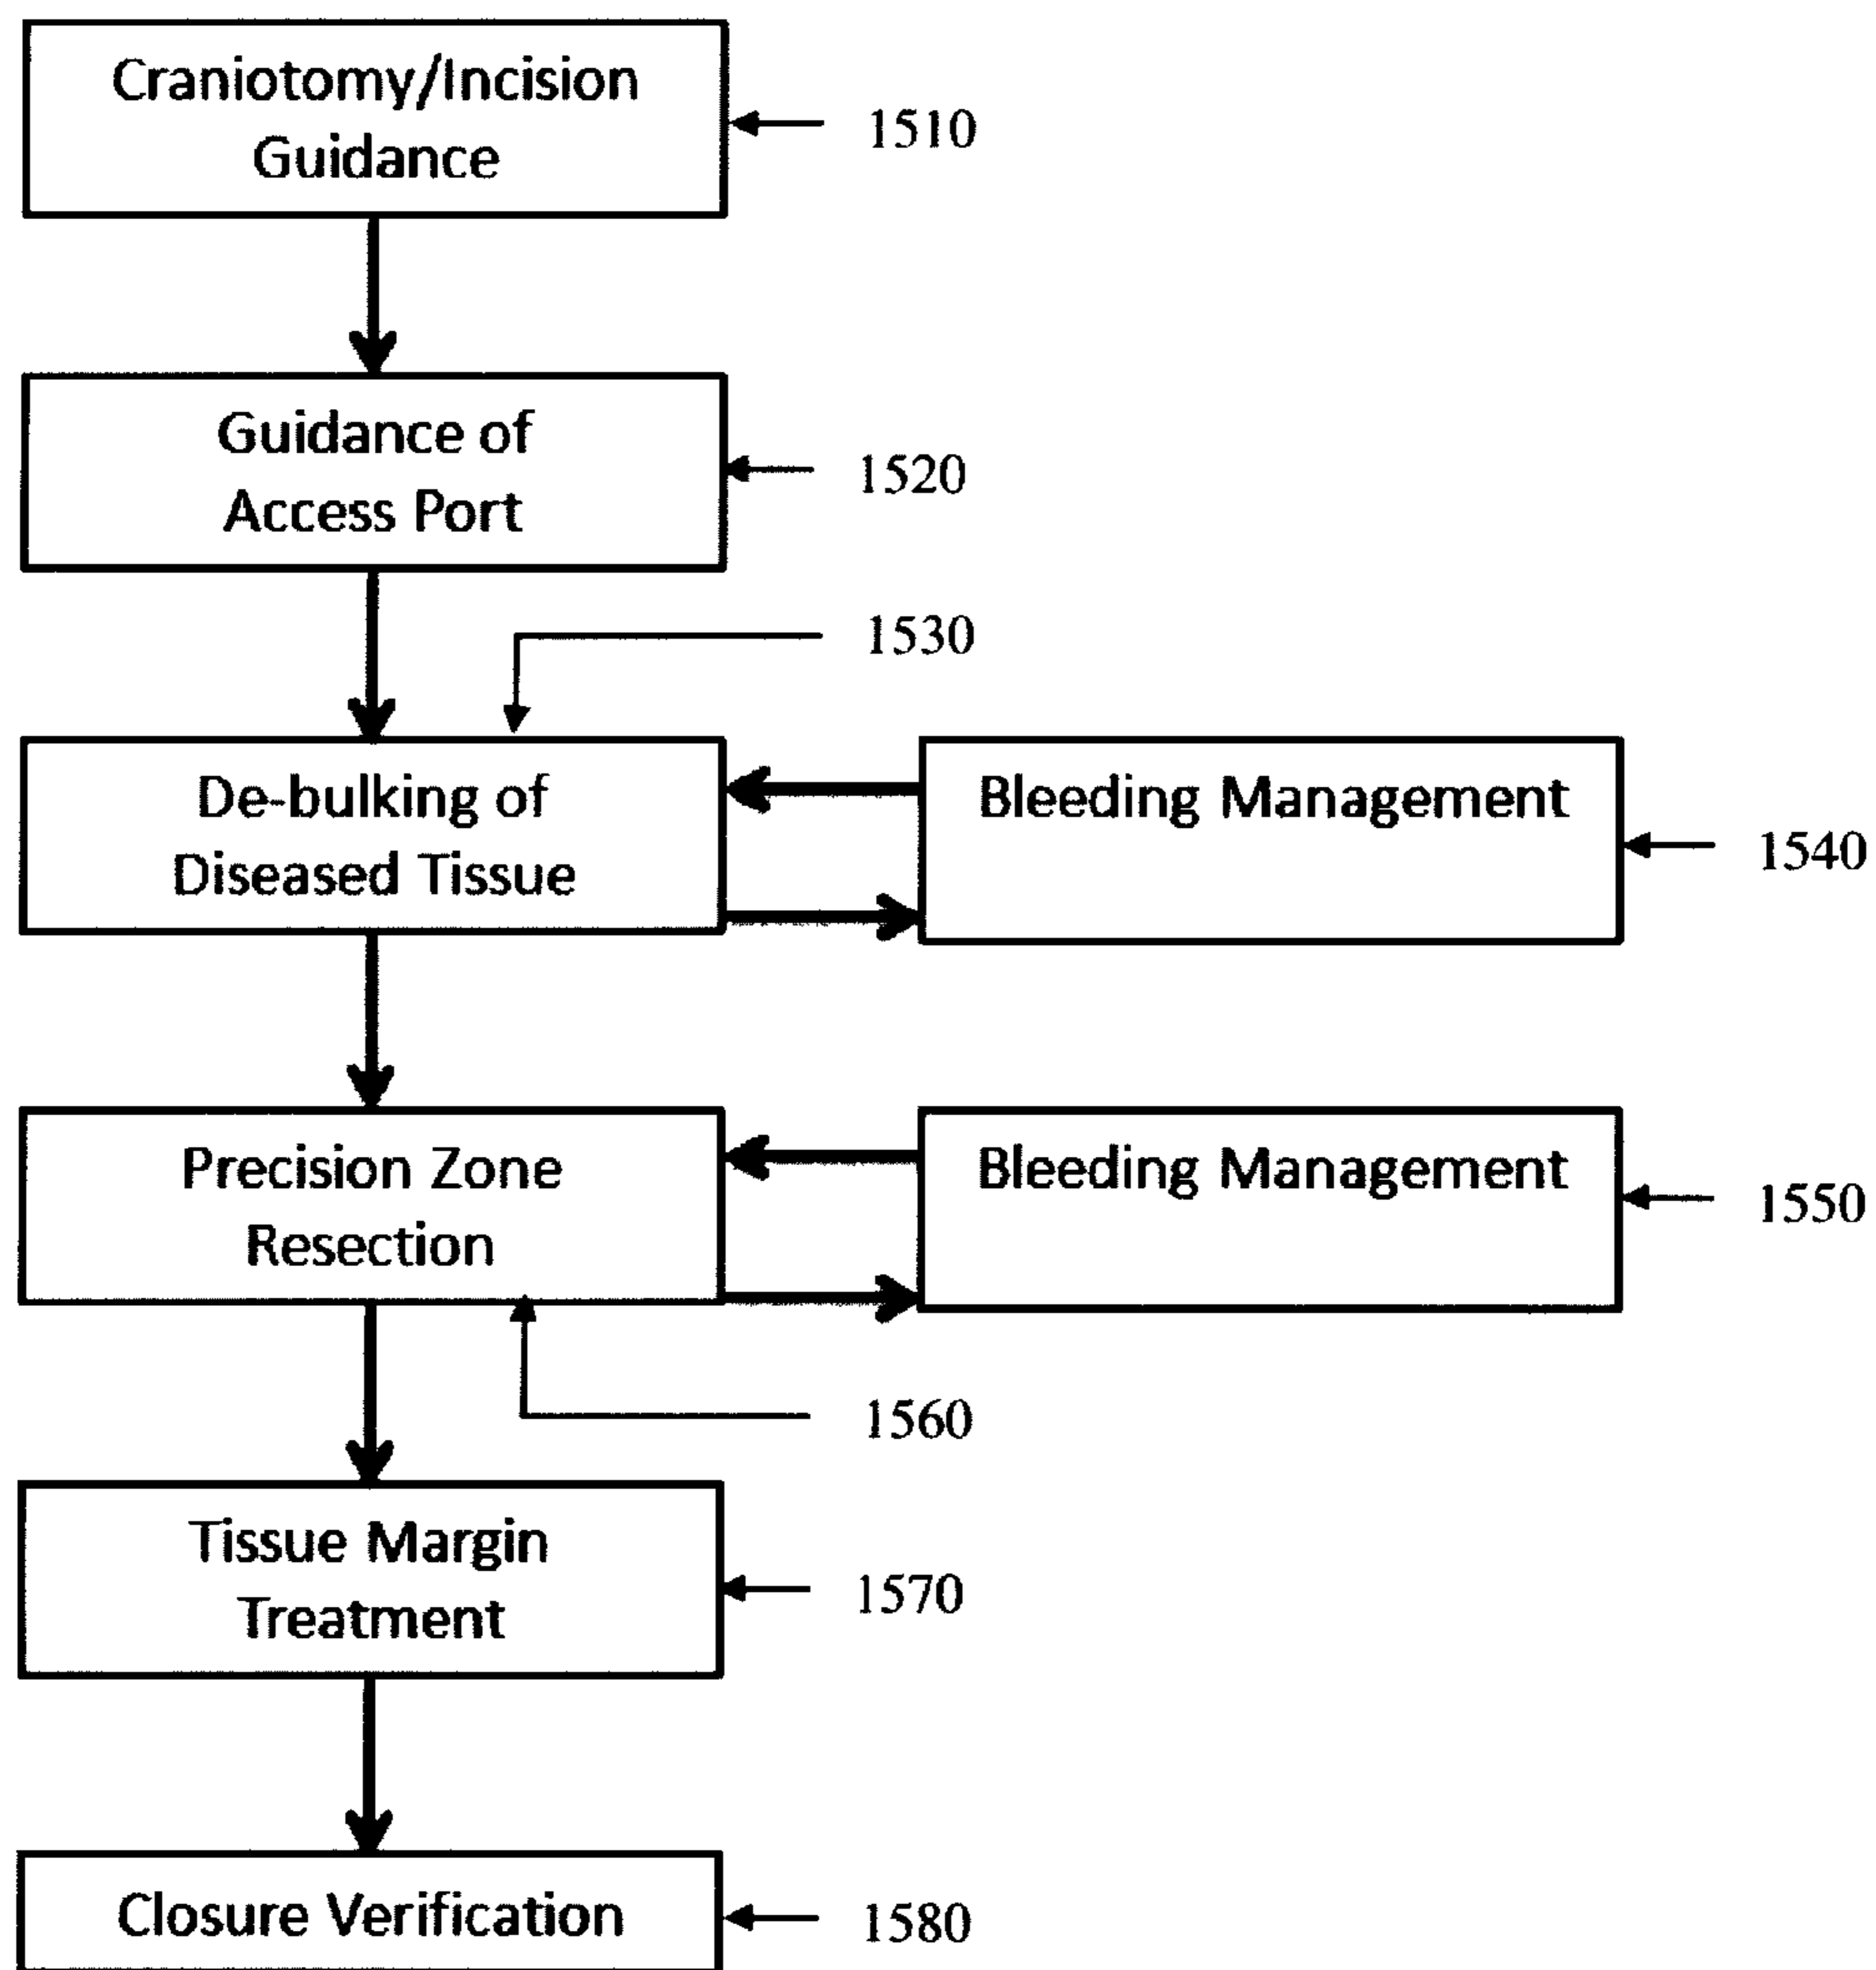 Craniotomy/Incision
Guidance
1510
Guidance of
Access Port
1520
1530
De-bulking of
Diseased Tissue
Bleeding Management
1540
Precision Zone
Resection
Bleeding Management
1550
1560
Tissue Margin
Treatment
1570
Closure Verification
1580